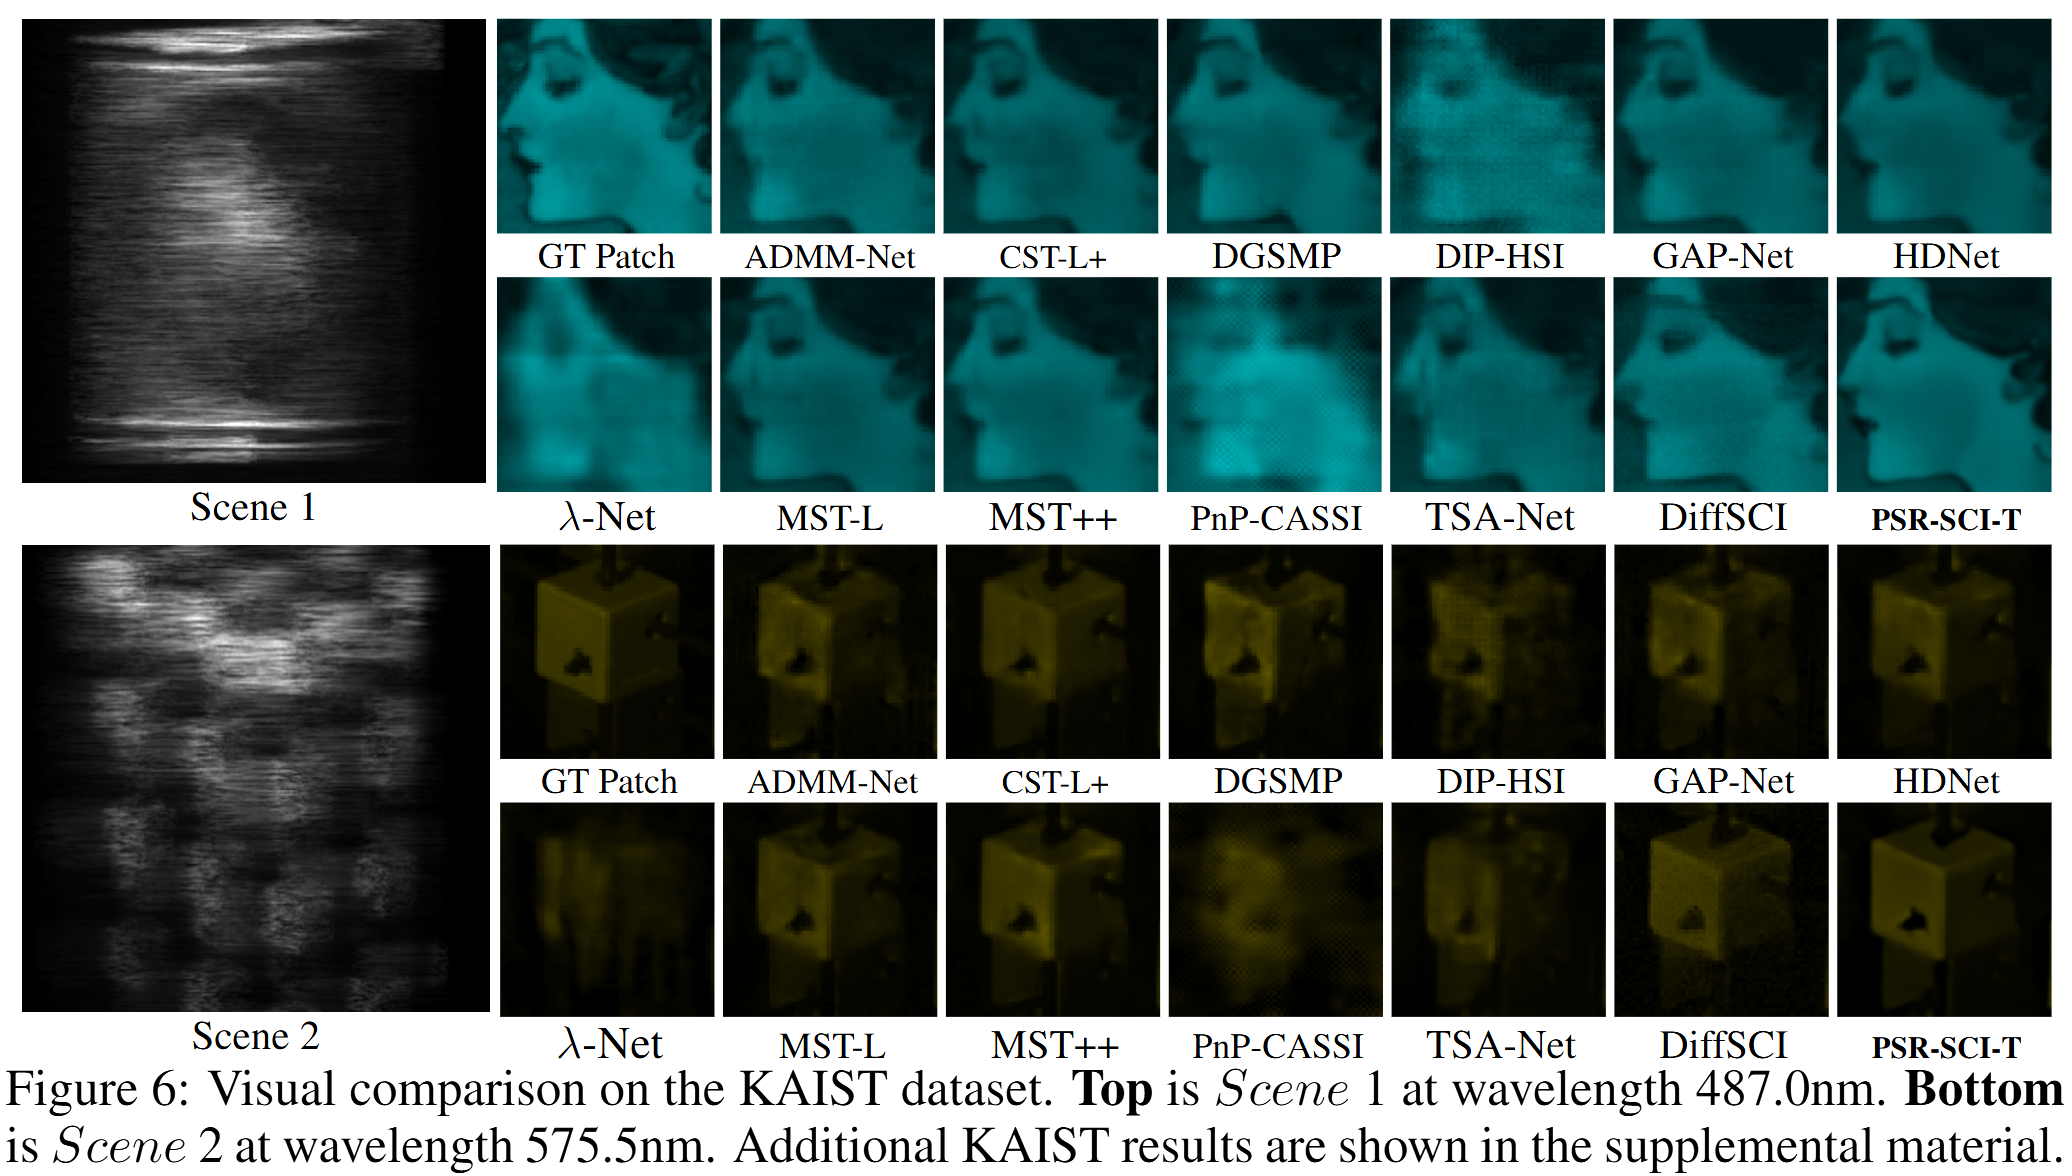 GT Patch ADMM-Net CST-L+ DGSMP DIP-HSI GAP-Net HDNet
Scene 1 λ-Net MST-L MST++ PnP-CASSI TSA-Net DiffSCI PSR-SCI-T
GT Patch ADMM-Net CST-L+ DGSMP DIP-HSI GAP-Net HDNet
Scene 2 λ-Net MST-L MST++ PnP-CASSI TSA-Net DiffSCI PSR-SCI-T
Figure 6: Visual comparison on the KAIST dataset. Top is Scene 1 at wavelength 487.0nm. Bottom
is Scene 2 at wavelength 575.5nm. Additional KAIST results are shown in the supplemental material.